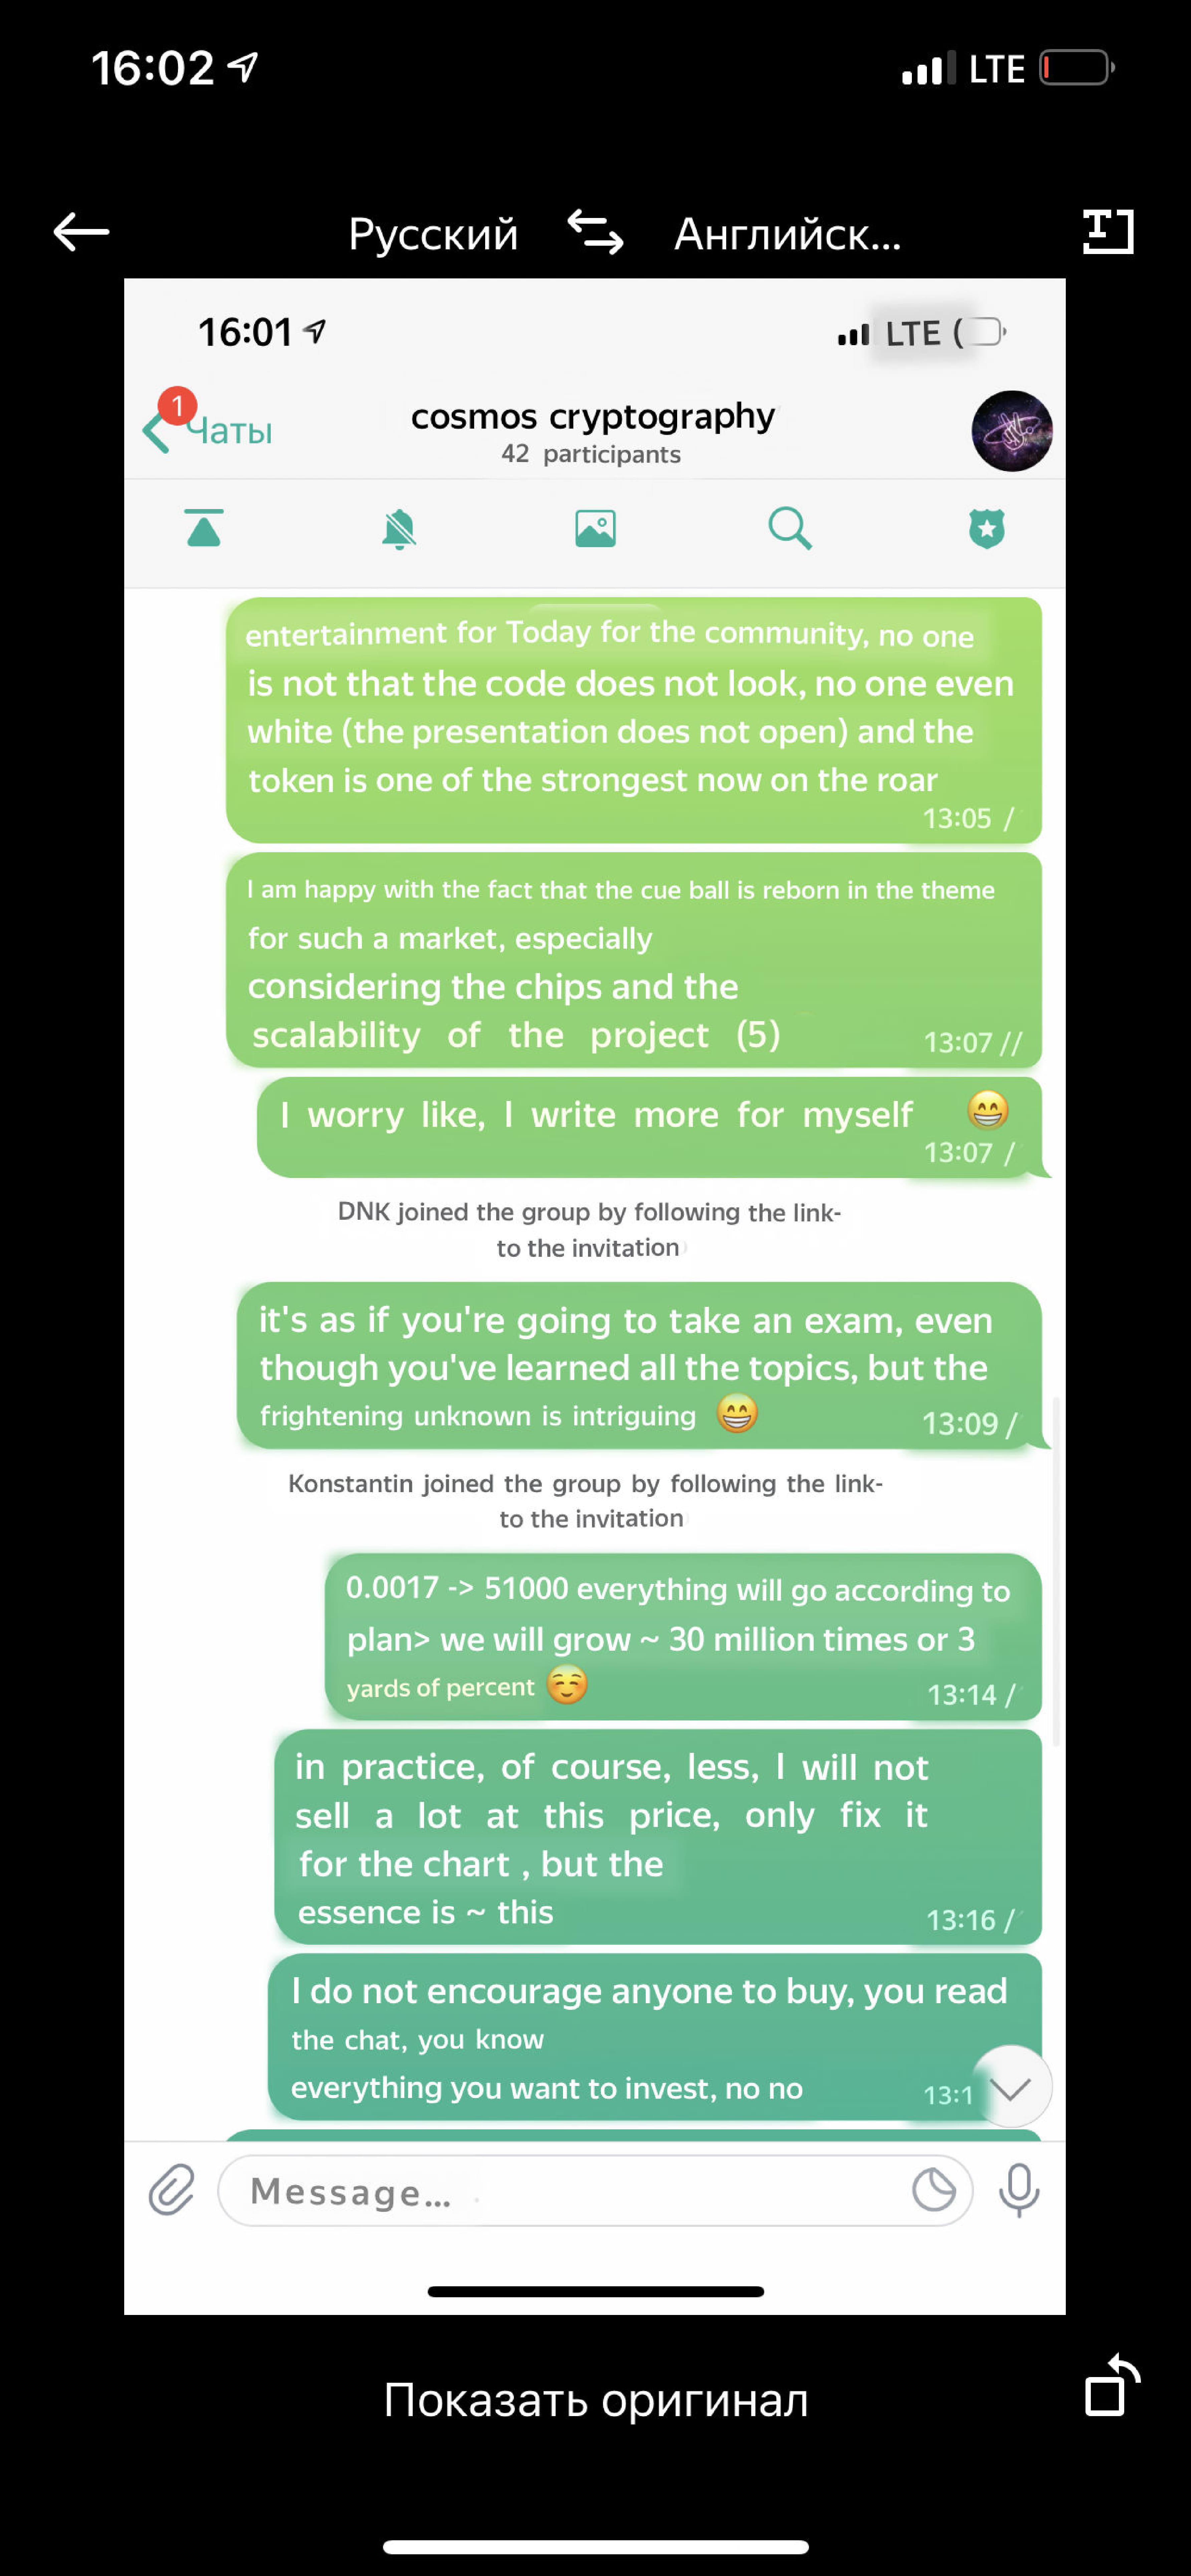 16:02
LTE
Русский
Английск...
16:01
LTE
1
Чаты
cosmos cryptography
42 participants
entertainment for Today for the community, no one
is not that the code does not look, no one even
white (the presentation does not open) and the
token is one of the strongest now on the roar
13:05
I am happy with the fact that the cue ball is reborn in the theme
for such a market, especially
considering the chips and the
scalability of the project (5)
13:07
I worry like, I write more for myself 😁
13:07
DNK joined the group by following the link-
to the invitation
it's as if you're going to take an exam, even
though you've learned all the topics, but the
frightening unknown is intriguing 😁
13:09
Konstantin joined the group by following the link-
to the invitation
0.0017 -> 51000 everything will go according to
plan> we will grow ~ 30 million times or 3
yards of percent ☺️
13:14
in practice, of course, less, I will not
sell a lot at this price, only fix it
for the chart , but the
essence is ~ this
13:16
I do not encourage anyone to buy, you read
the chat, you know
everything you want to invest, no no
13:1
Message...
Показать оригинал